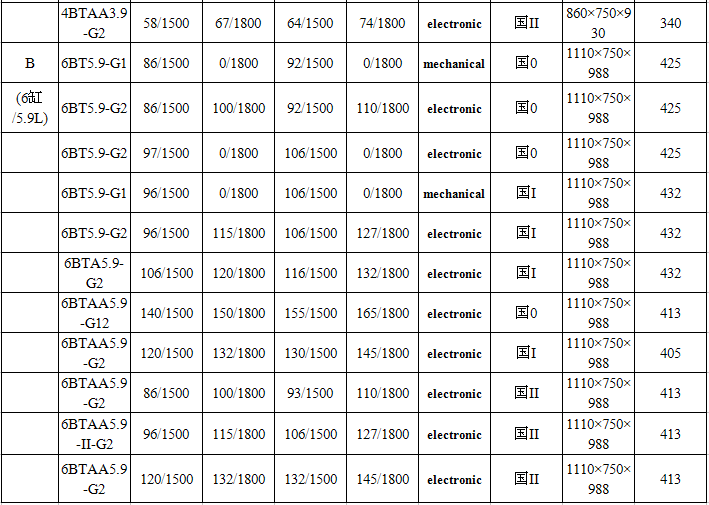 4BTAA3.9-G2 58/1500 67/1800 64/1500 74/1800 electronic 国II 860×750×930 340
B 6BT5.9-G1 86/1500 0/1800 92/1500 0/1800 mechanical 国0 1110×750×988 425
(6缸/5.9L) 6BT5.9-G2 86/1500 100/1800 92/1500 110/1800 electronic 国0 1110×750×988 425
6BT5.9-G2 97/1500 0/1800 106/1500 0/1800 electronic 国0 1110×750×988 425
6BT5.9-G1 96/1500 0/1800 106/1500 0/1800 mechanical 国I 1110×750×988 432
6BT5.9-G2 96/1500 115/1800 106/1500 127/1800 electronic 国I 1110×750×988 432
6BTA5.9-G2 106/1500 120/1800 116/1500 132/1800 electronic 国I 1110×750×988 432
6BTAA5.9-G12 140/1500 150/1800 155/1500 165/1800 electronic 国0 1110×750×988 413
6BTAA5.9-G2 120/1500 132/1800 130/1500 145/1800 electronic 国I 1110×750×988 405
6BTAA5.9-G2 86/1500 100/1800 93/1500 110/1800 electronic 国II 1110×750×988 413
6BTAA5.9-II-G2 96/1500 115/1800 106/1500 127/1800 electronic 国II 1110×750×988 413
6BTAA5.9-G2 120/1500 132/1800 132/1500 145/1800 electronic 国II 1110×750×988 413